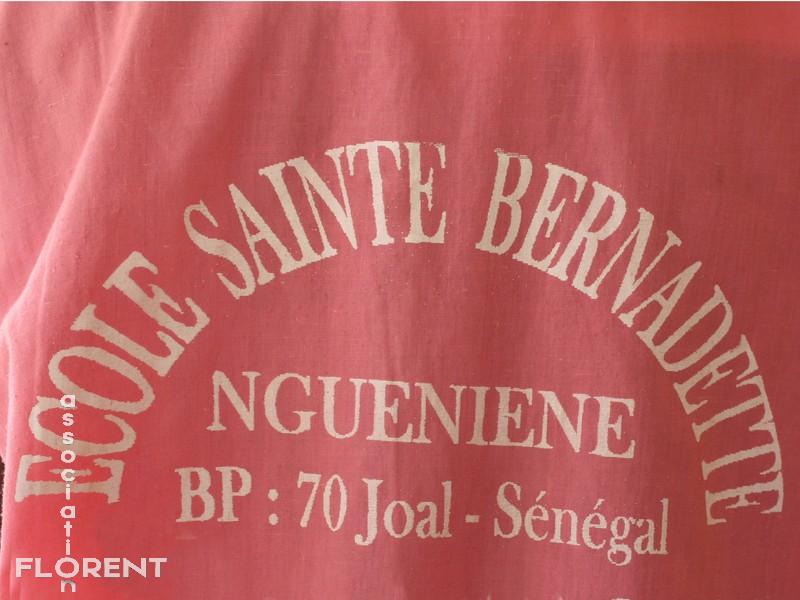 ECOLE SAINTE BERNADETTE
NGUENIENE
BP : 70 Joal - Sénégal
association
FLORENT